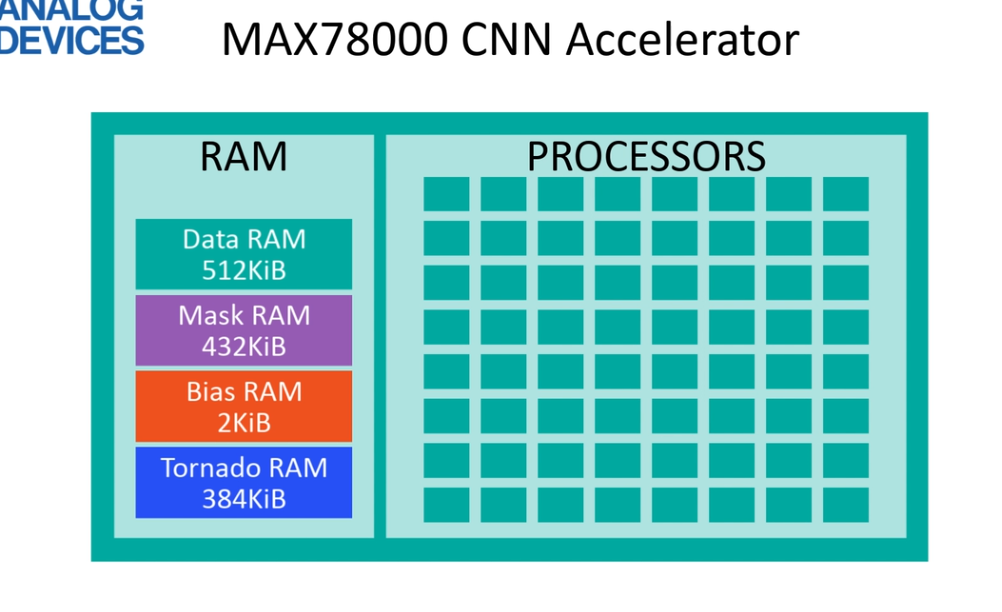 ANALOG
DEVICES
MAX78000 CNN Accelerator
RAM
Data RAM
512KiB
Mask RAM
432KiB
Bias RAM
2KiB
Tornado RAM
384KiB
PROCESSORS